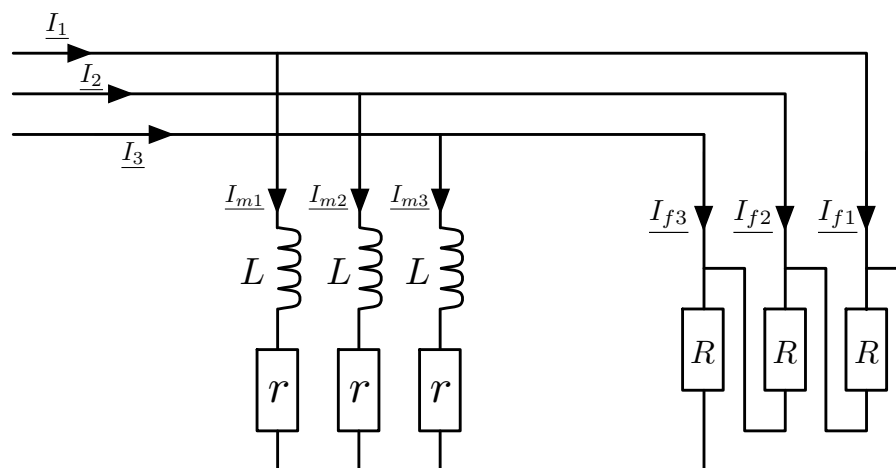 I1
I2
I3
Im1 Im2 Im3
If3 If2 If1
L L L
R R R
r r r